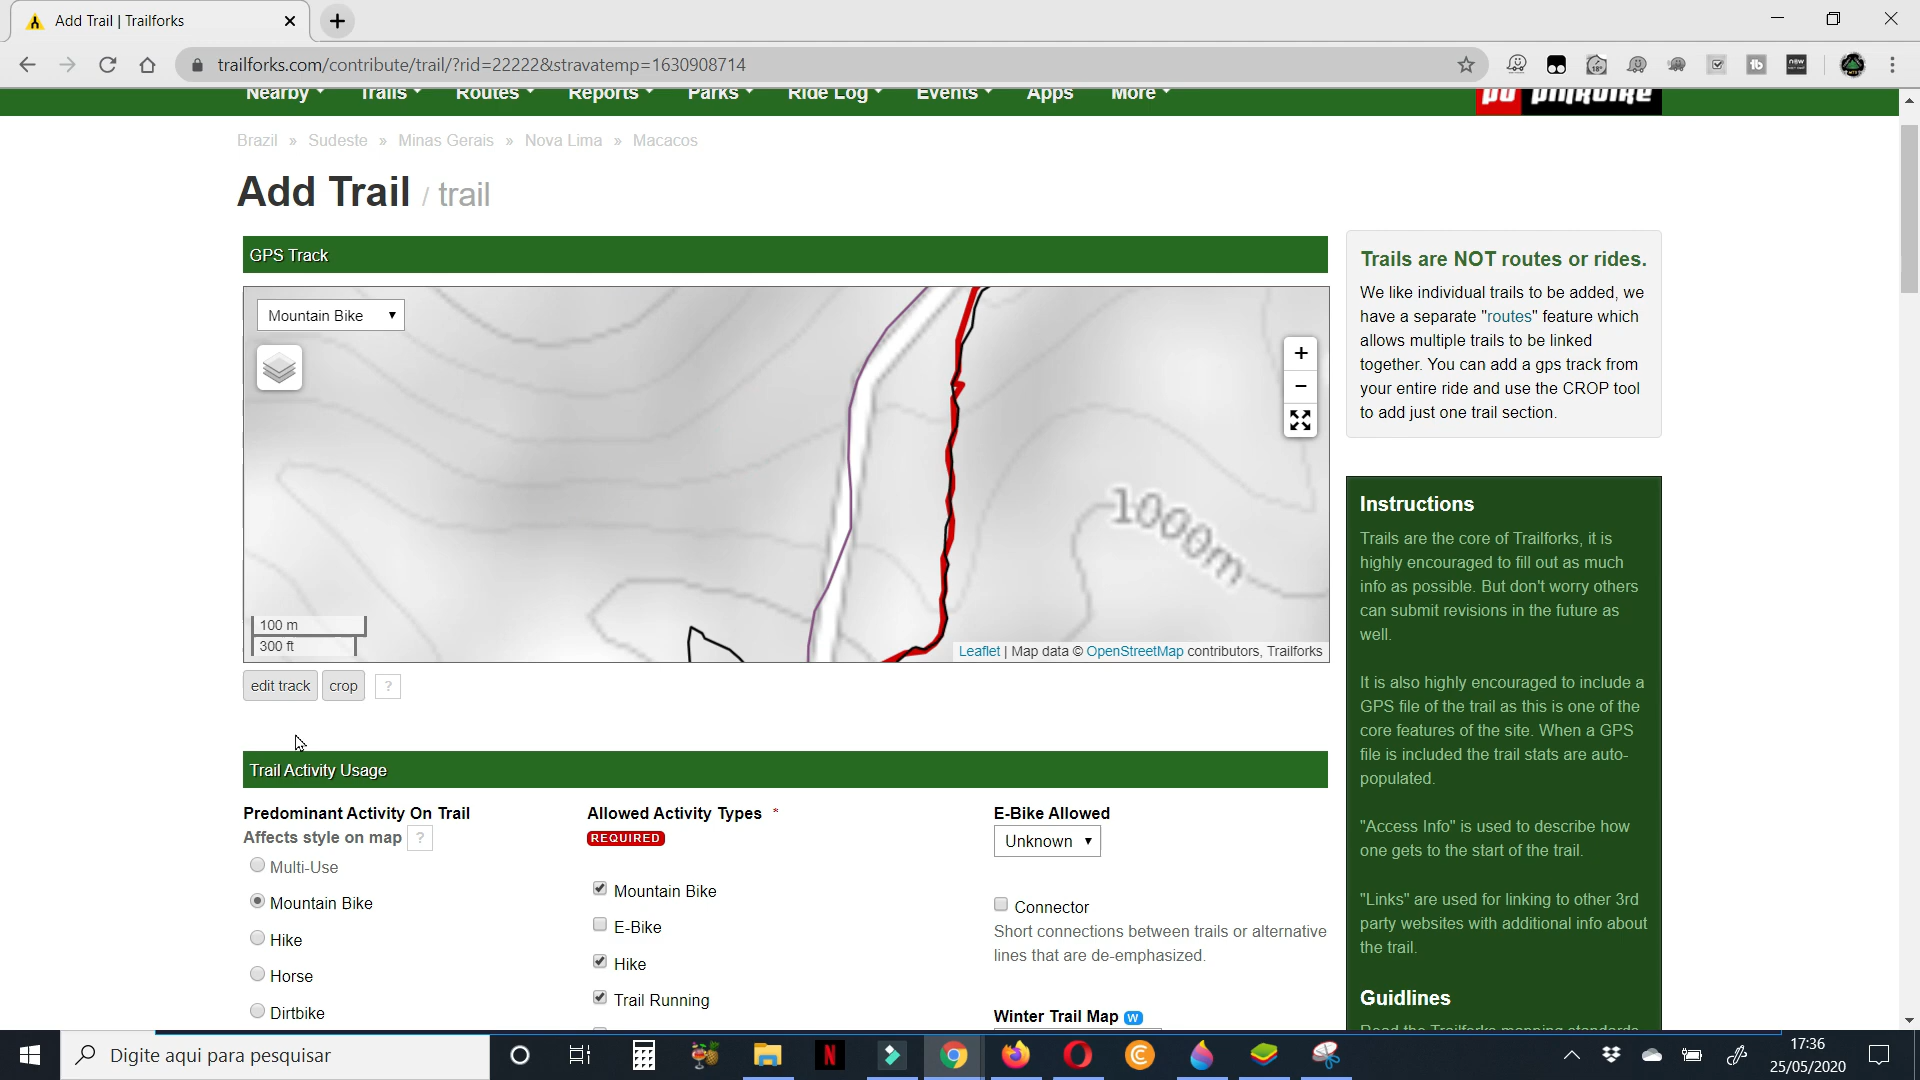 Add Trail | Trailforks
trailforks.com/contribute/trail/?rid=22222&stravatemp=1630908714
Nearby Trails Routes Reports Parks Ride Log Events Apps More
pb pinkbike
Brazil » Sudeste » Minas Gerais » Nova Lima » Macacos
Add Trail / trail
GPS Track
Mountain Bike
+
−
1000m
100 m
300 ft
Leaflet | Map data © OpenStreetMap contributors, Trailforks
edit track crop ?
Trail Activity Usage
Predominant Activity On Trail
Affects style on map ?
Multi-Use
Mountain Bike
Hike
Horse
Dirtbike
Allowed Activity Types *
REQUIRED
Mountain Bike
E-Bike
Hike
Trail Running
E-Bike Allowed
Unknown
Connector
Short connections between trails or alternative
lines that are de-emphasized.
Winter Trail Map W
Trails are NOT routes or rides.
We like individual trails to be added, we
have a separate "routes" feature which
allows multiple trails to be linked
together. You can add a gps track from
your entire ride and use the CROP tool
to add just one trail section.
Instructions
Trails are the core of Trailforks, it is
highly encouraged to fill out as much
info as possible. But don't worry others
can submit revisions in the future as
well.
It is also highly encouraged to include a
GPS file of the trail as this is one of the
core features of the site. When a GPS
file is included the trail stats are auto-
populated.
"Access Info" is used to describe how
one gets to the start of the trail.
"Links" are used for linking to other 3rd
party websites with additional info about
the trail.
Guidlines
Read the Trailforks mapping standards
Digite aqui para pesquisar
17:36
25/05/2020